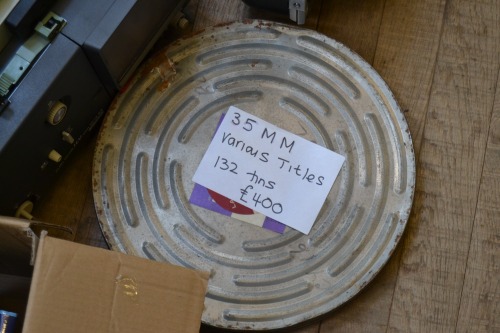 35 MM
Various Titles
132 tins
£400